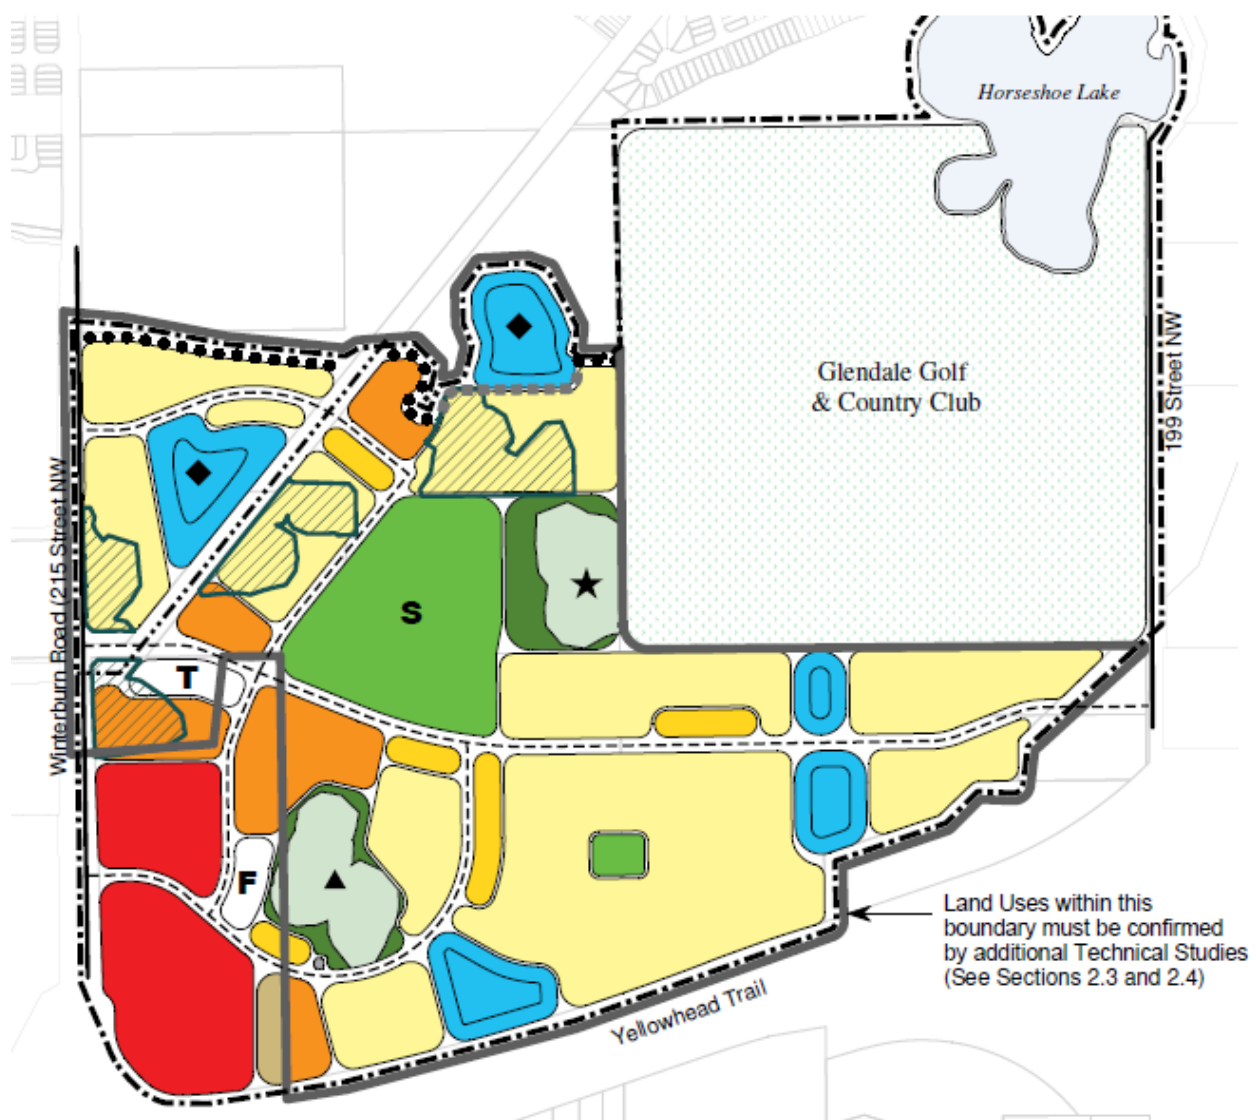 Horseshoe Lake
Glendale Golf
& Country Club
199 Street NW
Winterburn Road (215 Street NW
S
T
F
Land Uses within this
boundary must be confirmed
by additional Technical Studies
(See Sections 2.3 and 2.4)
Yellowhead Trail